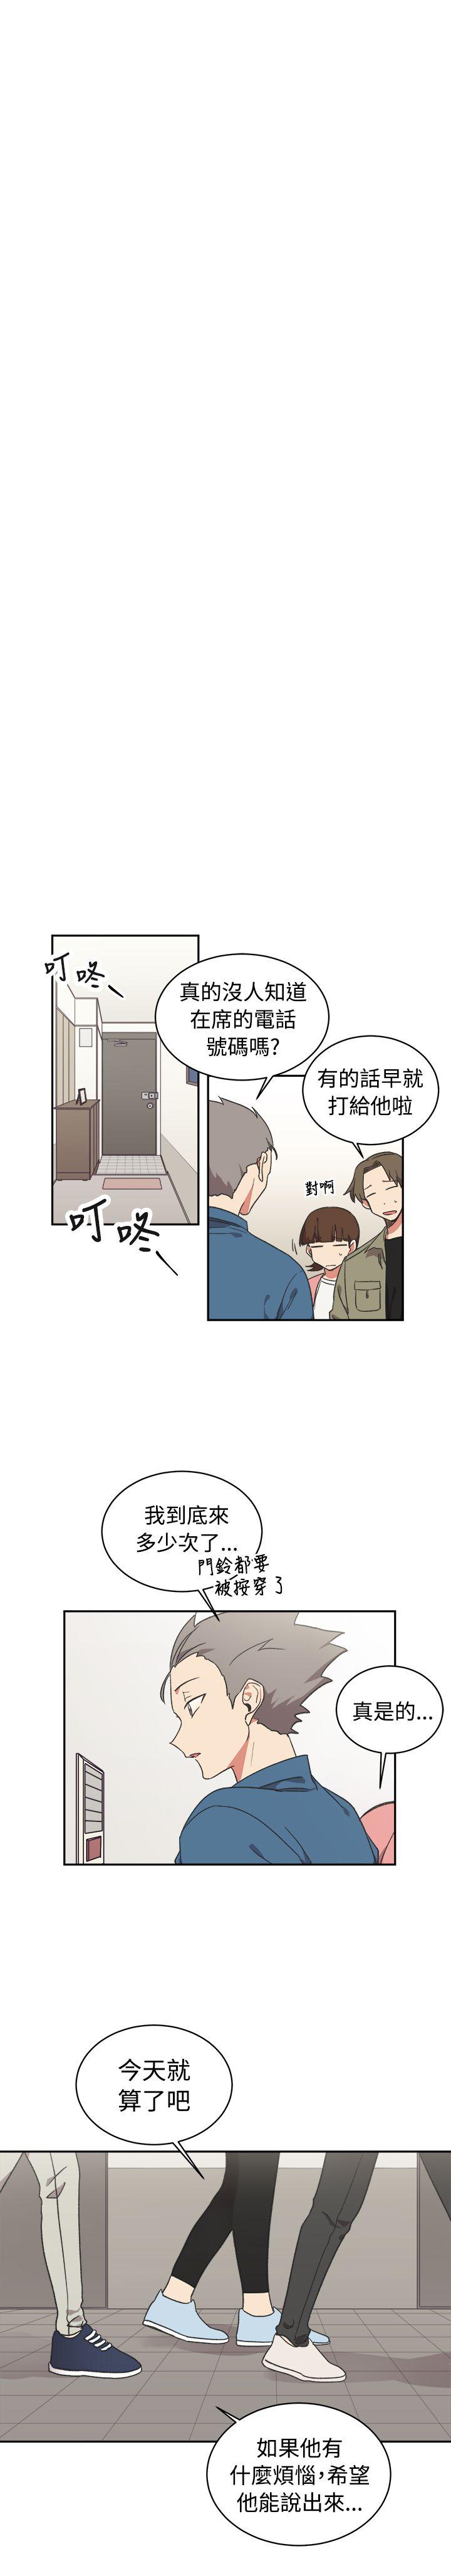 叮咚
真的沒人知道
在席的電話
號碼嗎?
有的話早就
打給他啦
對啊
叮咚
我到底來
多少次了...
門鈴都要
被按穿了
真是的...
今天就
算了吧
如果他有
什麼煩惱,希望
他能說出來...